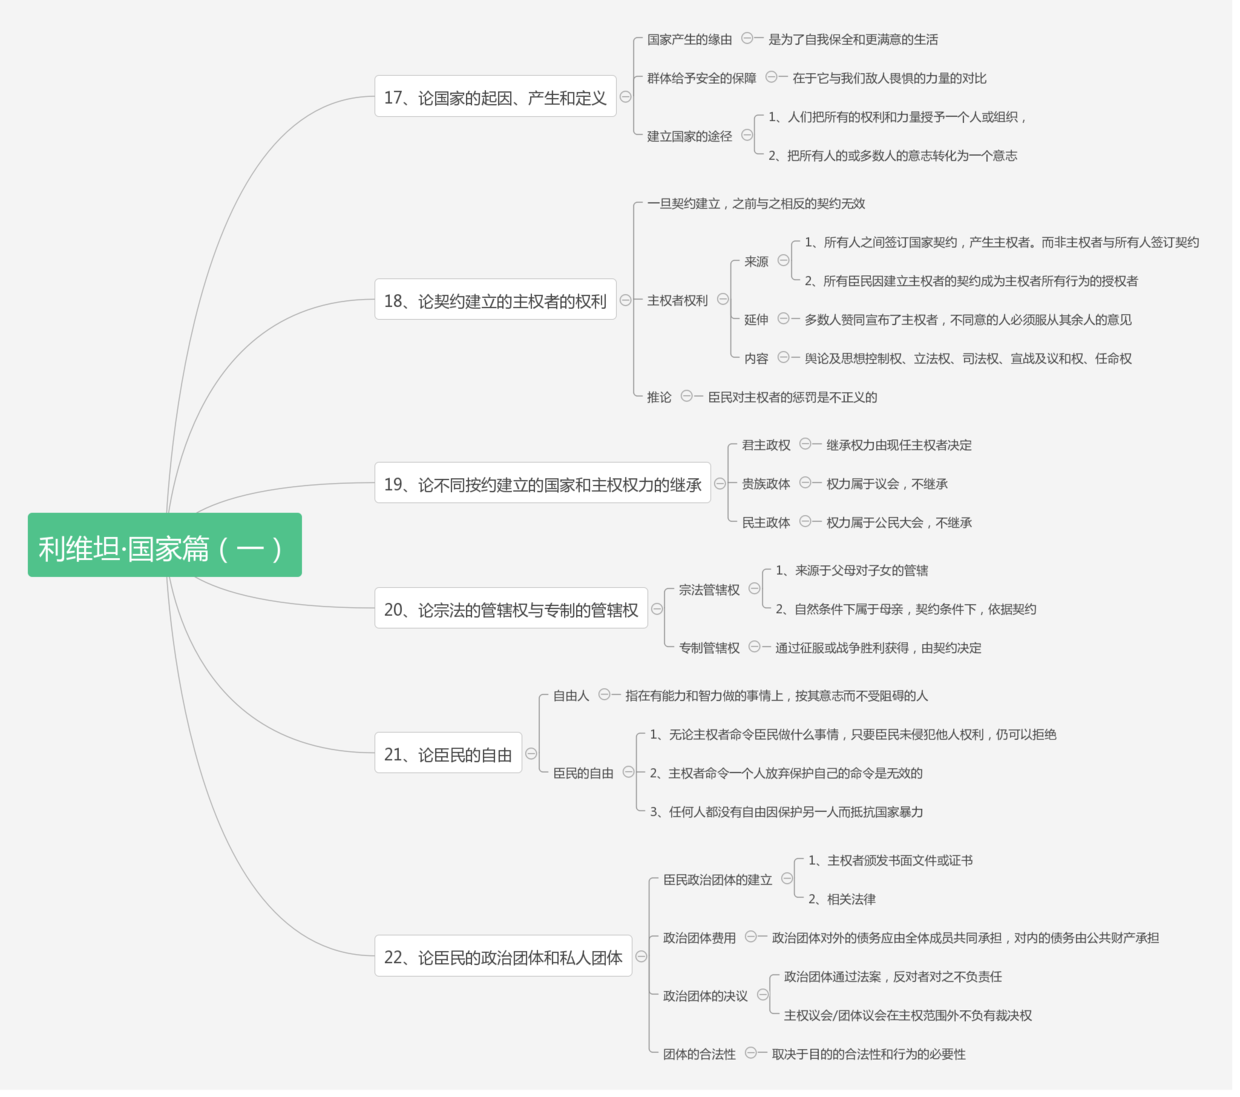 利维坦·国家篇（一）
17、论国家的起因、产生和定义
国家产生的缘由
是为了自我保全和更满意的生活
群体给予安全的保障
在于它与我们敌人畏惧的力量的对比
建立国家的途径
1、人们把所有的权利和力量授予一个人或组织，
2、把所有人的或多数人的意志转化为一个意志
18、论契约建立的主权者的权利
一旦契约建立，之前与之相反的契约无效
主权者权利
来源
1、所有人之间签订国家契约，产生主权者。而非主权者与所有人签订契约
2、所有臣民因建立主权者的契约成为主权者所有行为的授权者
延伸
多数人赞同宣布了主权者，不同意的人必须服从其余人的意见
内容
舆论及思想控制权、立法权、司法权、宣战及议和权、任命权
推论
臣民对主权者的惩罚是不正义的
19、论不同按约建立的国家和主权权力的继承
君主政权
继承权力由现任主权者决定
贵族政体
权力属于议会，不继承
民主政体
权力属于公民大会，不继承
20、论宗法的管辖权与专制的管辖权
宗法管辖权
1、来源于父母对子女的管辖
2、自然条件下属于母亲，契约条件下，依据契约
专制管辖权
通过征服或战争胜利获得，由契约决定
21、论臣民的自由
自由人
指在有能力和智力做的事情上，按其意志而不受阻碍的人
臣民的自由
1、无论主权者命令臣民做什么事情，只要臣民未侵犯他人权利，仍可以拒绝
2、主权者命令一个人放弃保护自己的命令是无效的
3、任何人都没有自由因保护另一人而抵抗国家暴力
22、论臣民的政治团体和私人团体
臣民政治团体的建立
1、主权者颁发书面文件或证书
2、相关法律
政治团体费用
政治团体对外的债务应由全体成员共同承担，对内的债务由公共财产承担
政治团体的决议
政治团体通过法案，反对者对之不负责任
主权议会/团体议会在主权范围外不负有裁决权
团体的合法性
取决于目的的合法性和行为的必要性